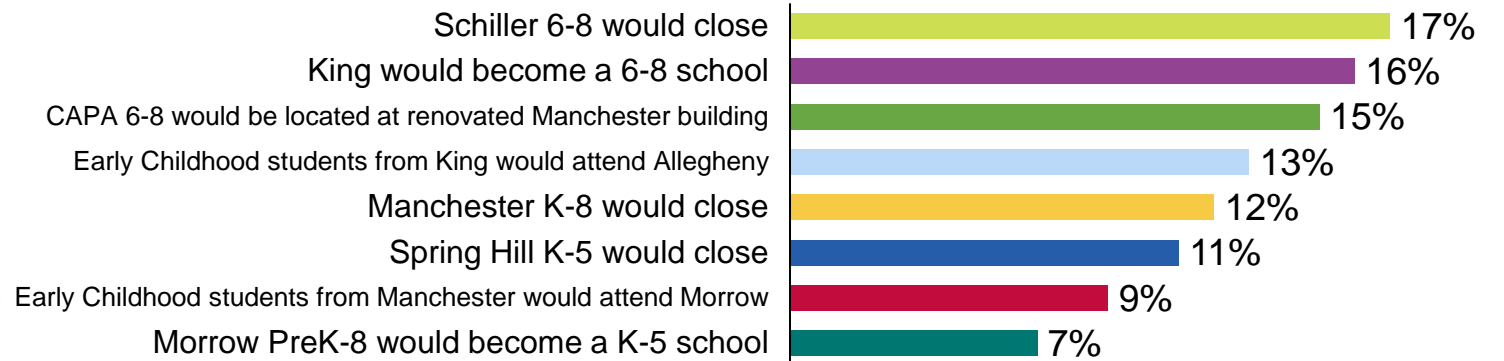 Schiller 6-8 would close 17%
King would become a 6-8 school 16%
CAPA 6-8 would be located at renovated Manchester building 15%
Early Childhood students from King would attend Allegheny 13%
Manchester K-8 would close 12%
Spring Hill K-5 would close 11%
Early Childhood students from Manchester would attend Morrow 9%
Morrow PreK-8 would become a K-5 school 7%